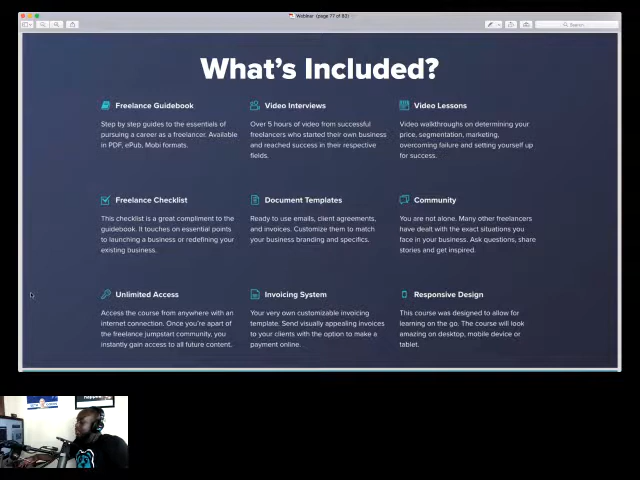 Webinar (page 77 of 83)
Search
What's Included?
Freelance Guidebook
Step by step guides to the essentials of
pursuing a career as a freelancer. Available
in PDF, ePub, Mobi formats.
Video Interviews
Over 5 hours of video from successful
freelancers who started their own business
and reached success in their respective
fields.
Video Lessons
Video walkthroughs on determining your
price, segmentation, marketing,
overcoming failure and setting yourself up
for success.
Freelance Checklist
This checklist is a great compliment to the
guidebook. It touches on essential points
to launching a business or redefining your
existing business.
Document Templates
Ready to use emails, client agreements,
and invoices. Customize them to match
your business branding and specifics.
Community
You are not alone. Many other freelancers
have dealt with the exact situations you
face in your business. Ask questions, share
stories and get inspired.
Unlimited Access
Access the course from anywhere with an
internet connection. Once you're apart of
the freelance jumpstart community, you
instantly gain access to all future content.
Invoicing System
Your very own customizable invoicing
template. Send visually appealing invoices
to your clients with the option to make a
payment online.
Responsive Design
This course was designed to allow for
learning on the go. The course will look
amazing on desktop, mobile device or
tablet.